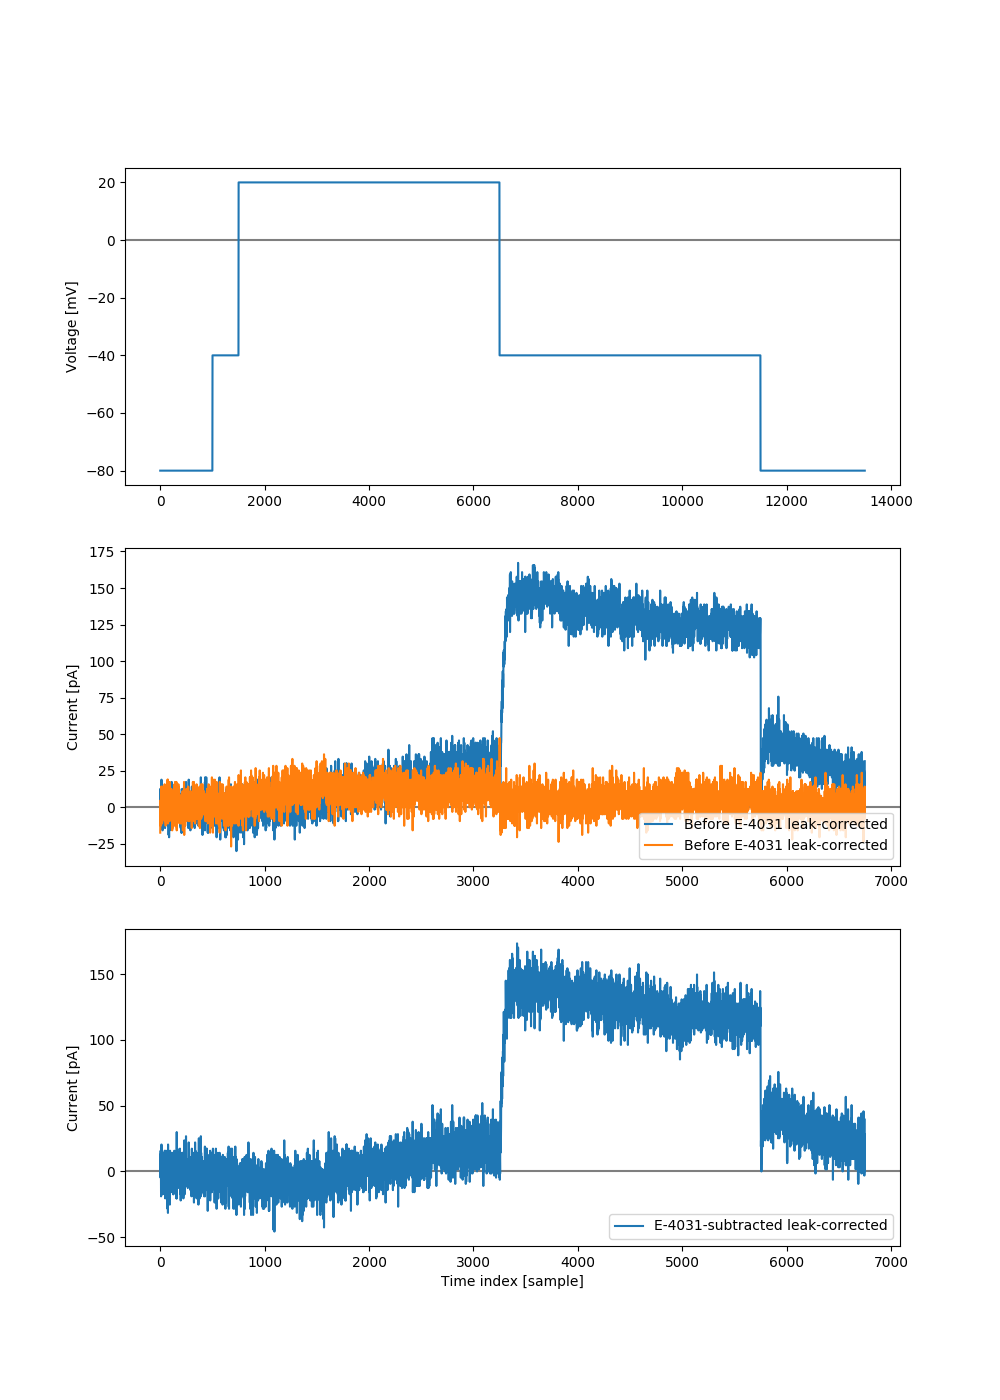 20
0
−20
−40
−60
−80
Voltage [mV]
0 2000 4000 6000 8000 10000 12000 14000
175
150
125
100
75
50
25
0
−25
Current [pA]
Before E-4031 leak-corrected
Before E-4031 leak-corrected
0 1000 2000 3000 4000 5000 6000 7000
150
100
50
0
−50
Current [pA]
E-4031-subtracted leak-corrected
0 1000 2000 3000 4000 5000 6000 7000
Time index [sample]